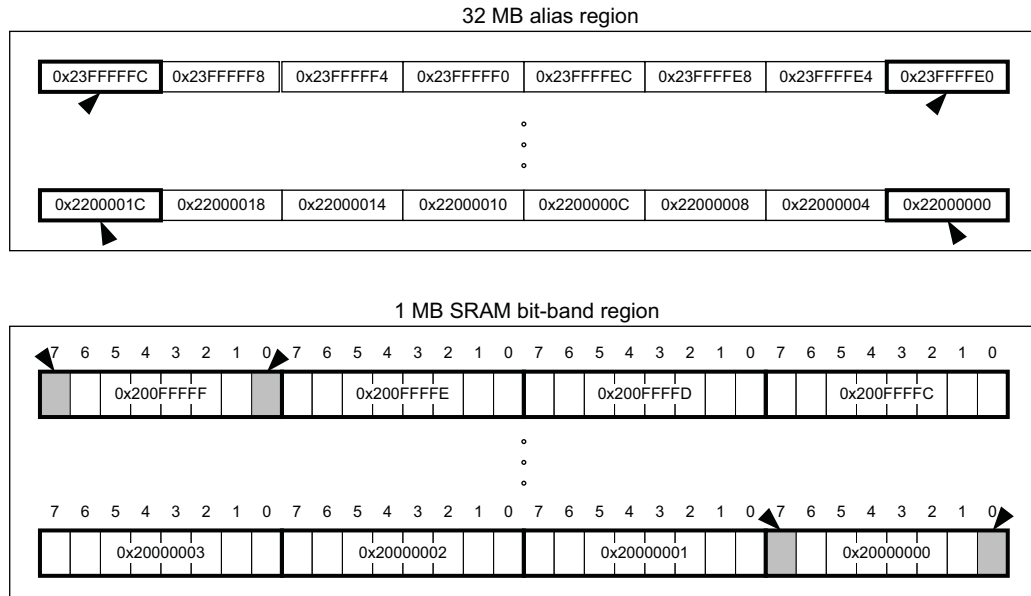 32 MB alias region
0x23FFFFFC 0x23FFFFF8 0x23FFFFF4 0x23FFFFF0 0x23FFFFEC 0x23FFFFE8 0x23FFFFE4 0x23FFFFE0
0x2200001C 0x22000018 0x22000014 0x22000010 0x2200000C 0x22000008 0x22000004 0x22000000
1 MB SRAM bit-band region
7 6 5 4 3 2 1 0 7 6 5 4 3 2 1 0 7 6 5 4 3 2 1 0 7 6 5 4 3 2 1 0
0x200FFFFF 0x200FFFFE 0x200FFFFD 0x200FFFFC
7 6 5 4 3 2 1 0 7 6 5 4 3 2 1 0 7 6 5 4 3 2 1 0 7 6 5 4 3 2 1 0
0x20000003 0x20000002 0x20000001 0x20000000